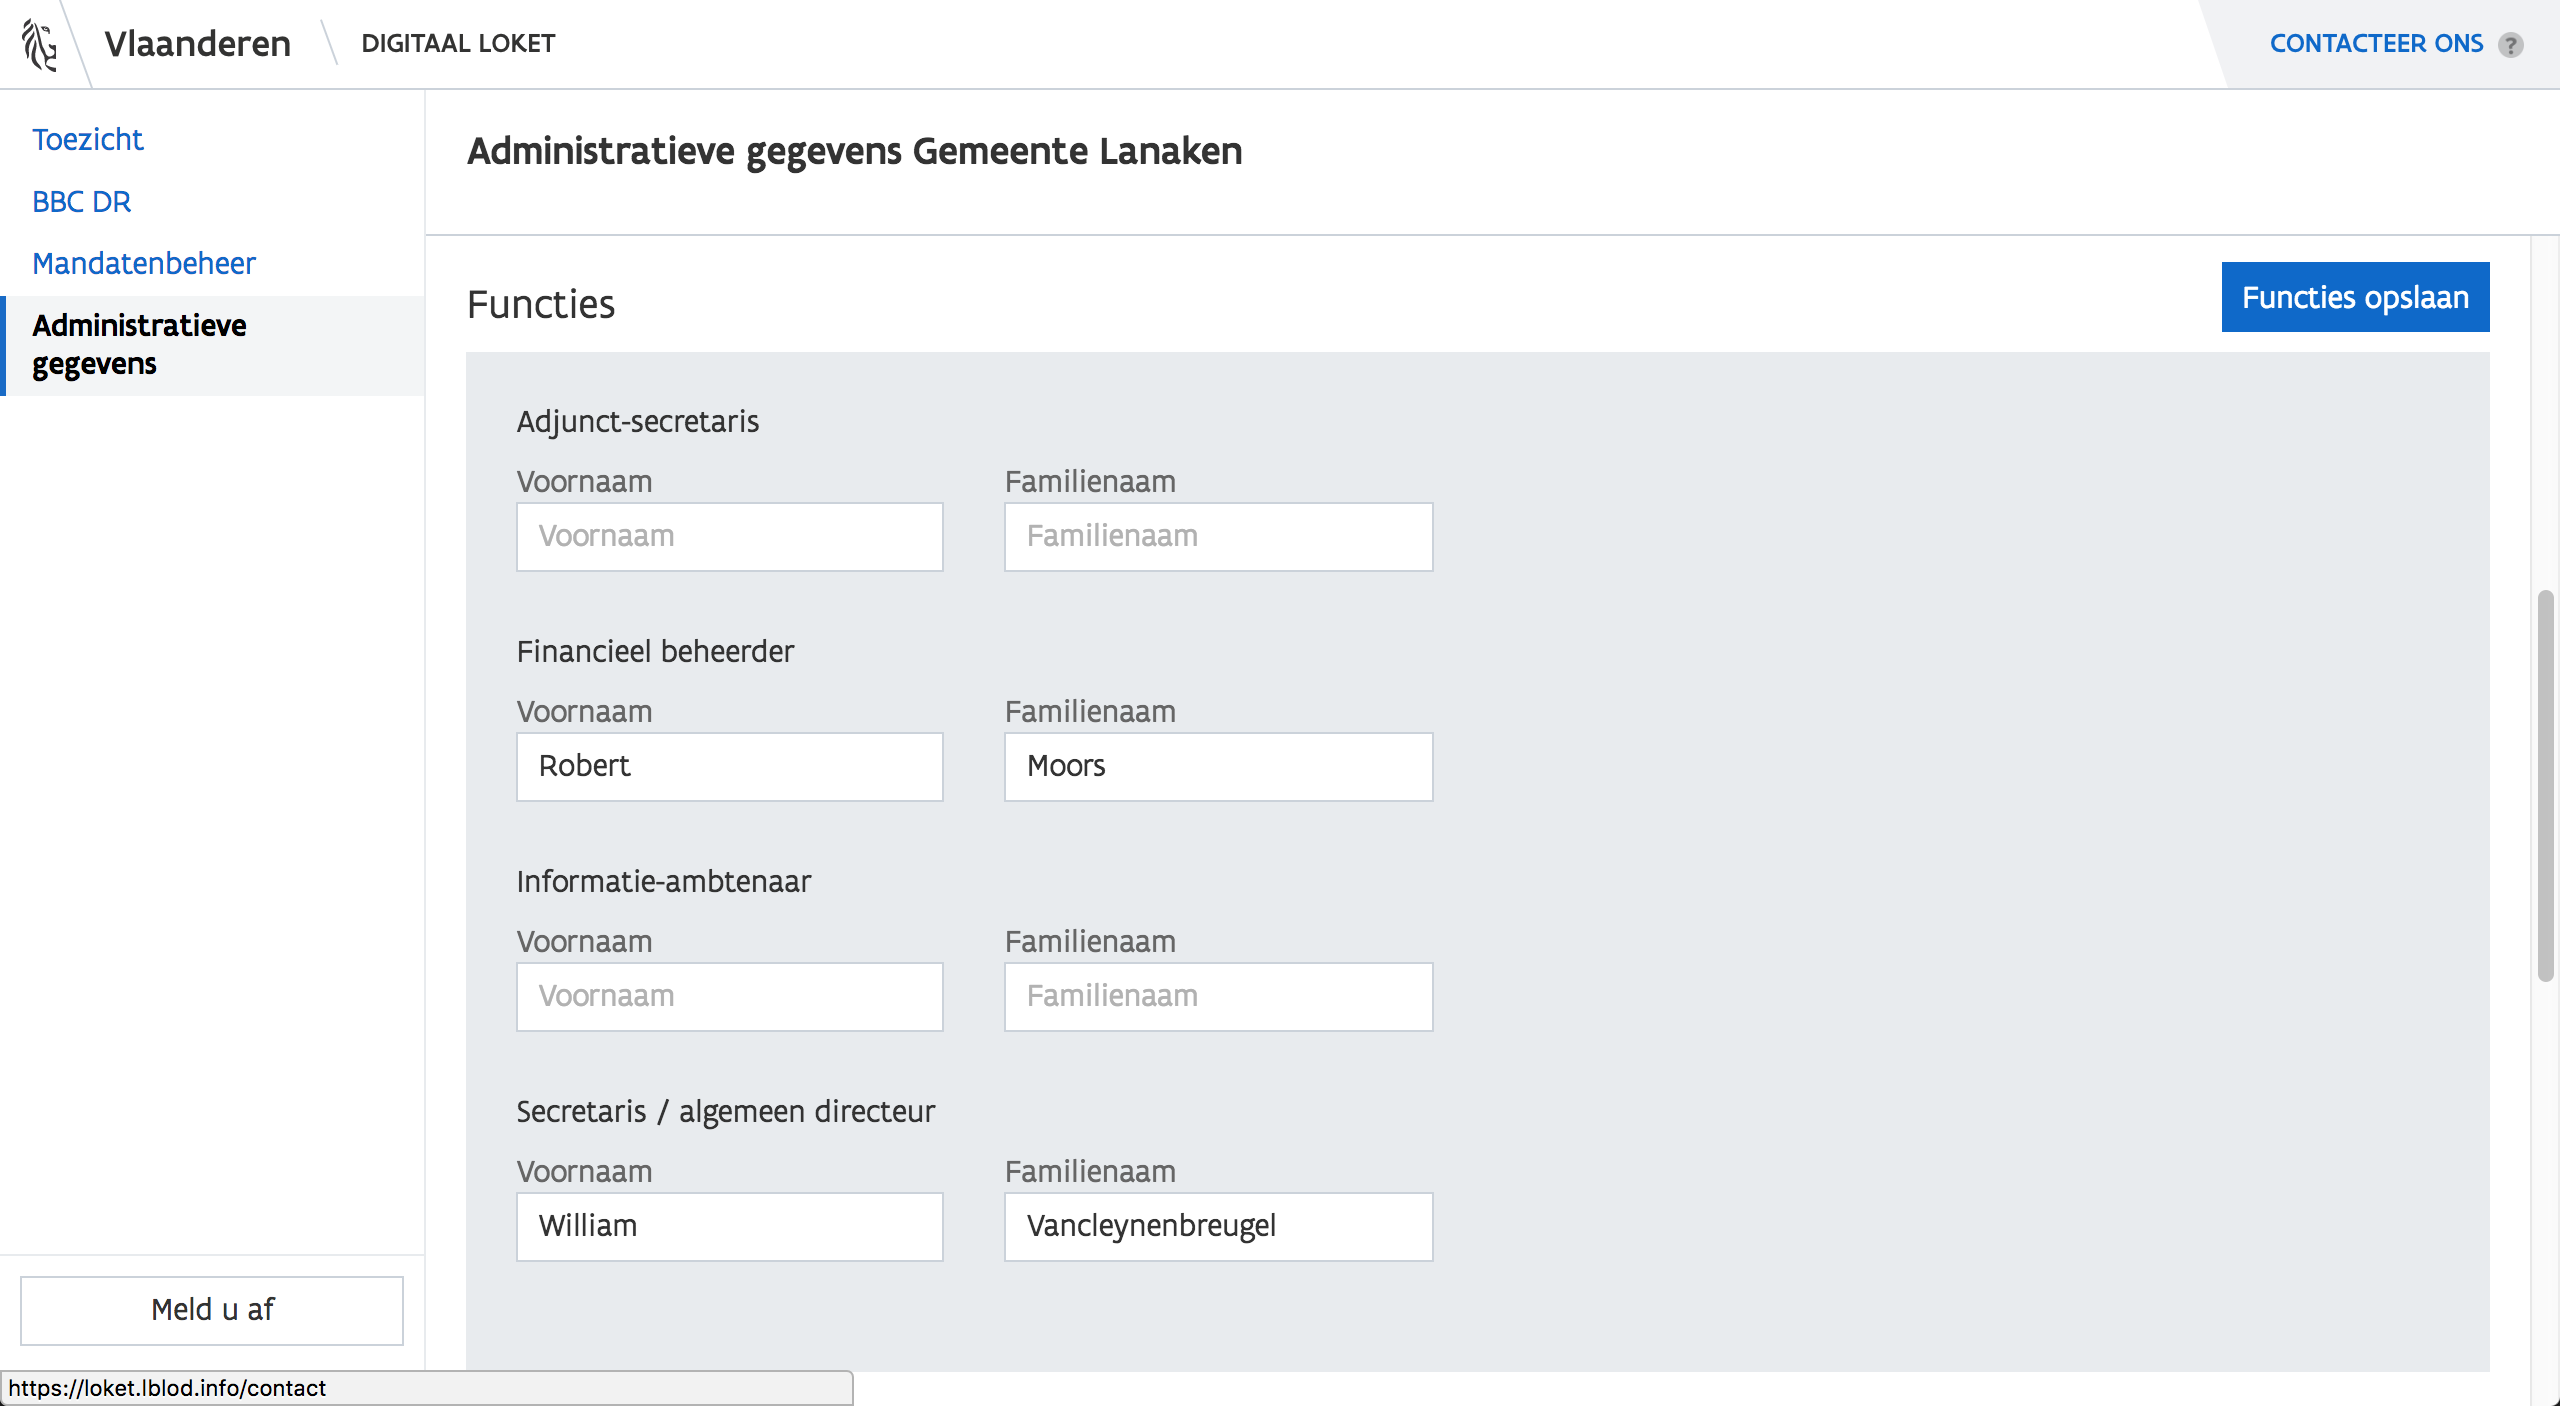 Vlaanderen
DIGITAAL LOKET
CONTACTEER ONS ?
Toezicht
BBC DR
Mandatenbeheer
Administratieve
gegevens
Administratieve gegevens Gemeente Lanaken
Functies
Functies opslaan
Adjunct-secretaris
Voornaam Familienaam
Voornaam Familienaam
Financieel beheerder
Voornaam Familienaam
Robert Moors
Informatie-ambtenaar
Voornaam Familienaam
Voornaam Familienaam
Secretaris / algemeen directeur
Voornaam Familienaam
William Vancleynenbreugel
Meld u af
https://loket.lblod.info/contact